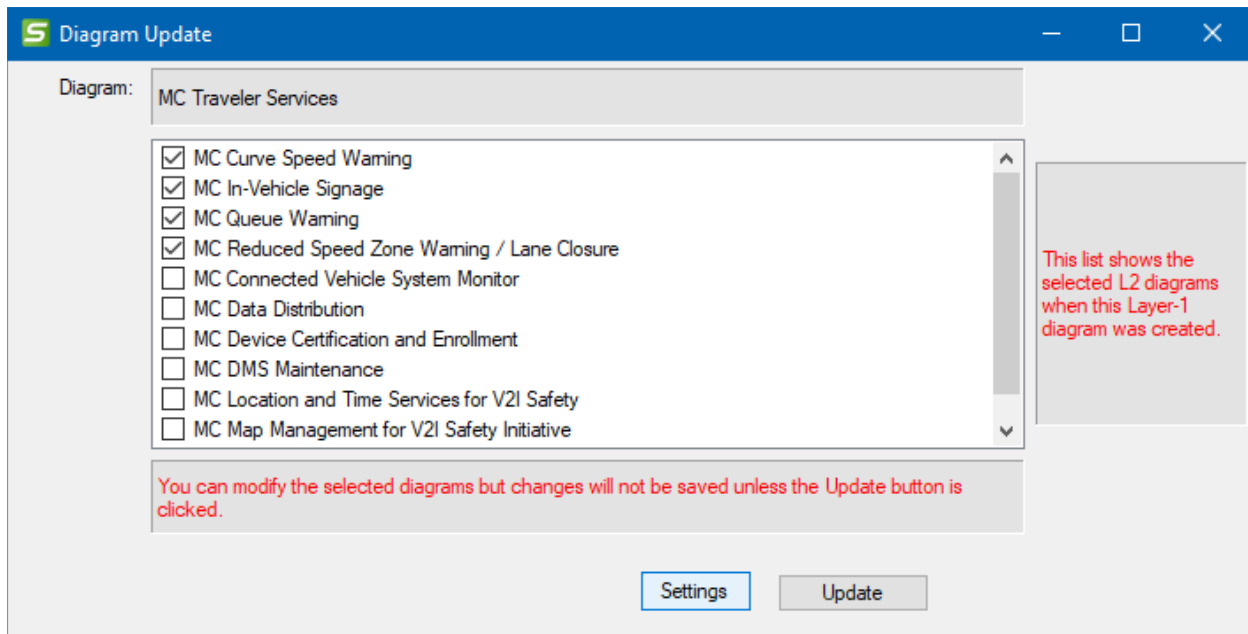 S Diagram Update
Diagram:
MC Traveler Services
MC Curve Speed Warning
MC In-Vehicle Signage
MC Queue Warning
MC Reduced Speed Zone Warning / Lane Closure
MC Connected Vehicle System Monitor
MC Data Distribution
MC Device Certification and Enrollment
MC DMS Maintenance
MC Location and Time Services for V2I Safety
MC Map Management for V2I Safety Initiative
This list shows the
selected L2 diagrams
when this Layer-1
diagram was created.
You can modify the selected diagrams but changes will not be saved unless the Update button is
clicked.
Settings
Update